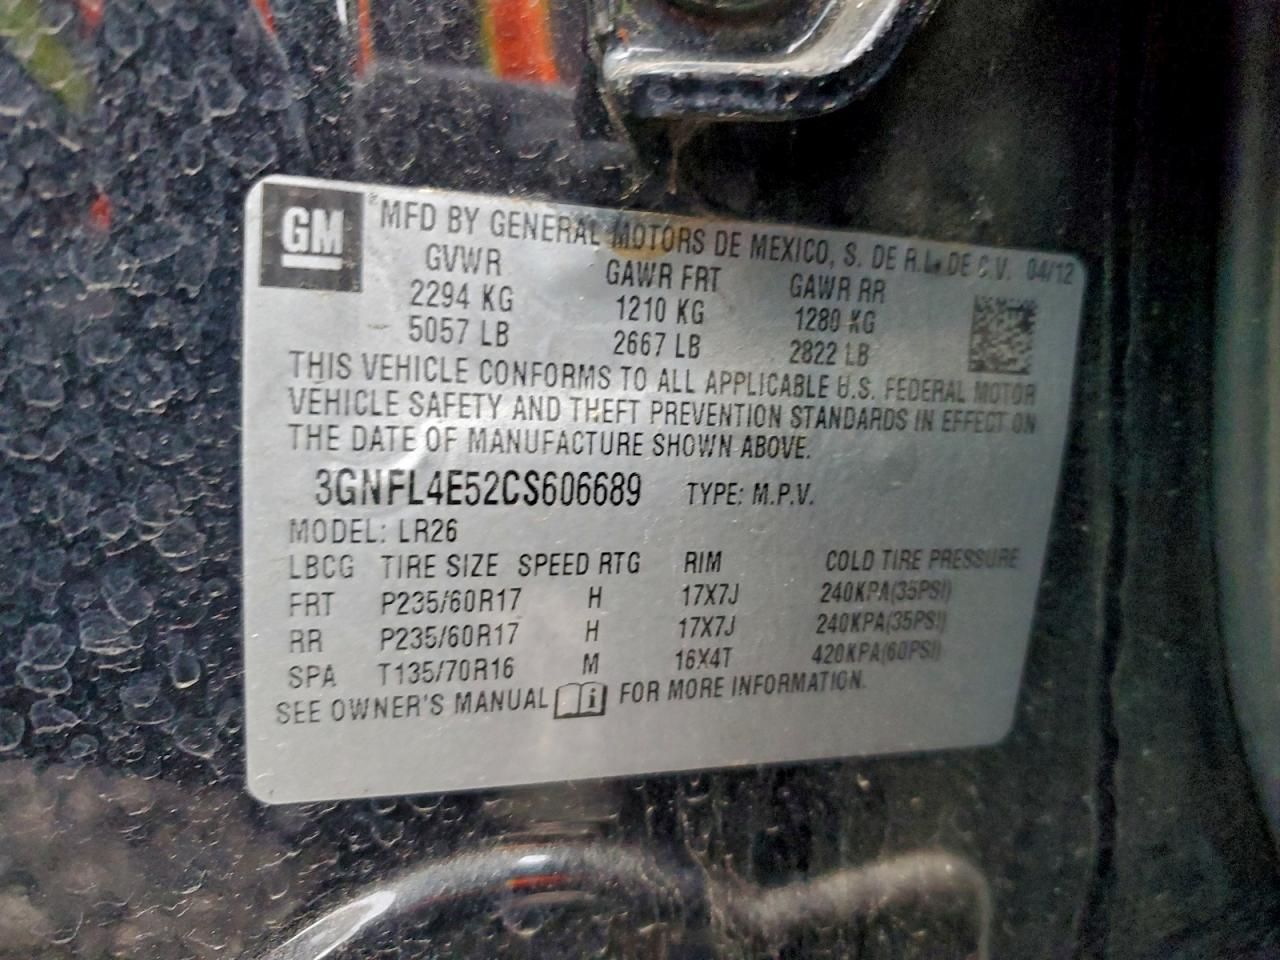 GM ® MFD BY GENERAL MOTORS DE MEXICO, S. DE R.L. DE C.V. 04/12
GVWR GAWR FRT GAWR RR
2294 KG 1210 KG 1280 KG
5057 LB 2667 LB 2822 LB
THIS VEHICLE CONFORMS TO ALL APPLICABLE U.S. FEDERAL MOTOR
VEHICLE SAFETY AND THEFT PREVENTION STANDARDS IN EFFECT ON
THE DATE OF MANUFACTURE SHOWN ABOVE.
3GNFL4E52CS606689 TYPE: M.P.V.
MODEL: LR26
LBCG TIRE SIZE SPEED RTG RIM COLD TIRE PRESSURE
FRT P235/60R17 H 17X7J 240KPA(35PSI)
RR P235/60R17 H 17X7J 240KPA(35PSI)
SPA T135/70R16 M 16X4T 420KPA(60PSI)
SEE OWNER'S MANUAL i FOR MORE INFORMATION.